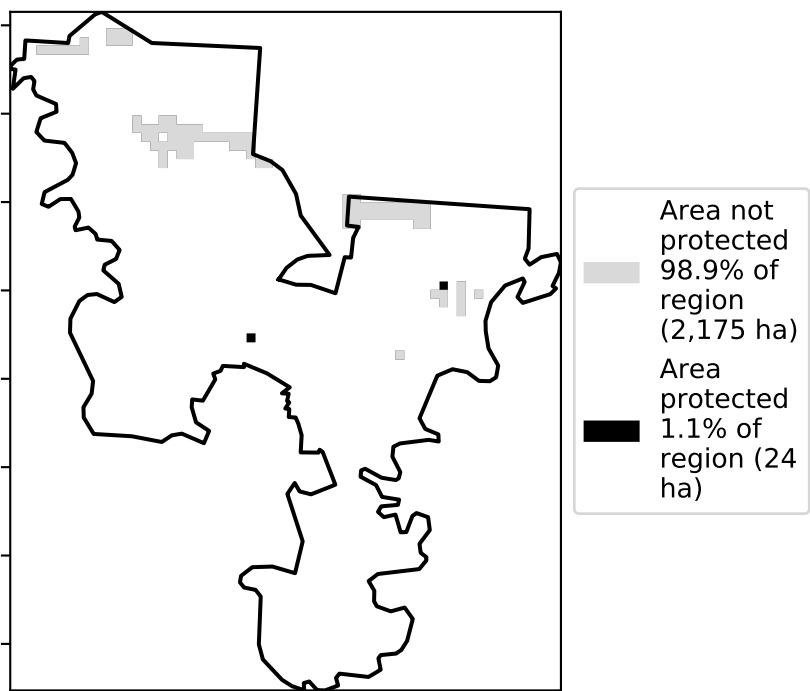 Area not
protected
98.9% of
region
(2,175 ha)
Area
protected
1.1% of
region (24
ha)